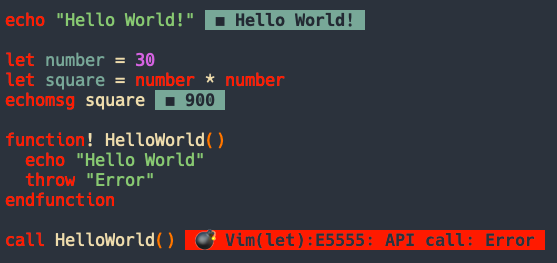 echo "Hello World!" ■ Hello World!
let number = 30
let square = number * number
echomsg square ■ 900
function! HelloWorld()
echo "Hello World"
throw "Error"
endfunction
call HelloWorld() 💣 Vim(let):E5555: API call: Error